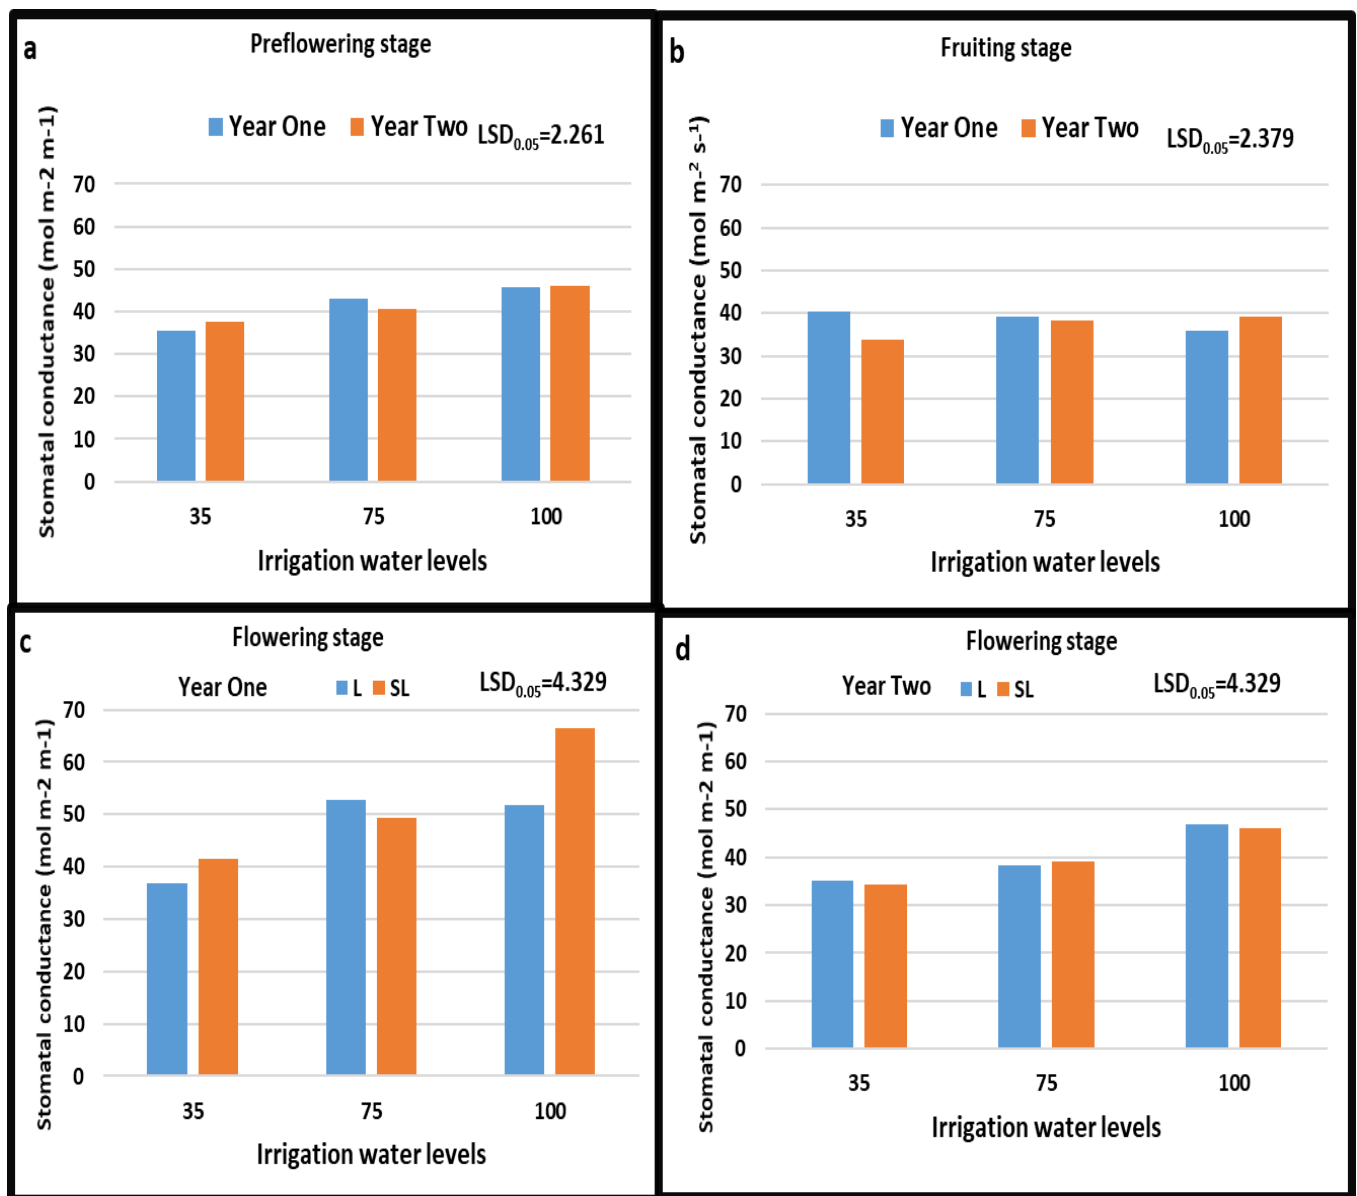 a
Preflowering stage
Year One Year Two LSD0.05=2.261
Stomatal conductance (mol m-2 m-1)
70
60
50
40
30
20
10
0
35 75 100
Irrigation water levels
b
Fruiting stage
Year One Year Two LSD0.05=2.379
Stomatal conductance (mol m-² s-¹)
70
60
50
40
30
20
10
0
35 75 100
Irrigation water levels
c
Flowering stage
Year One L SL LSD0.05=4.329
Stomatal conductance (mol m-2 m-1)
70
60
50
40
30
20
10
0
35 75 100
Irrigation water levels
d
Flowering stage
Year Two L SL LSD0.05=4.329
Stomatal conductance (mol m-2 m-1)
70
60
50
40
30
20
10
0
35 75 100
Irrigation water levels